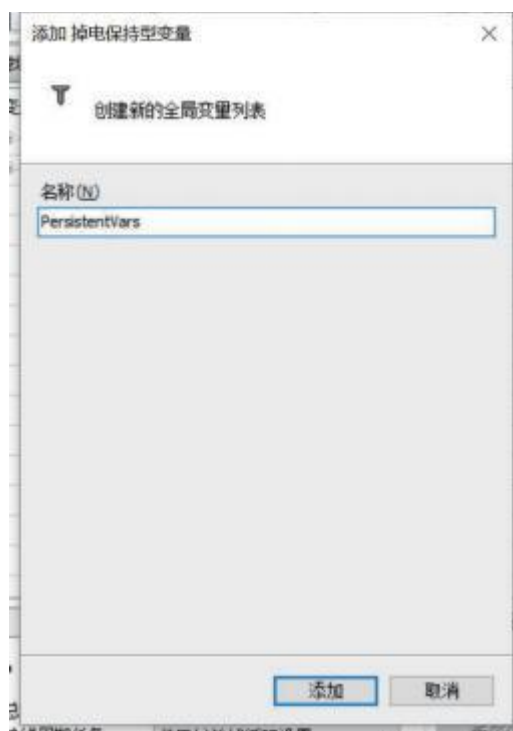 添加 掉电保持型变量
创建新的全局变量列表
名称(N)
PersistentVars
添加
取消